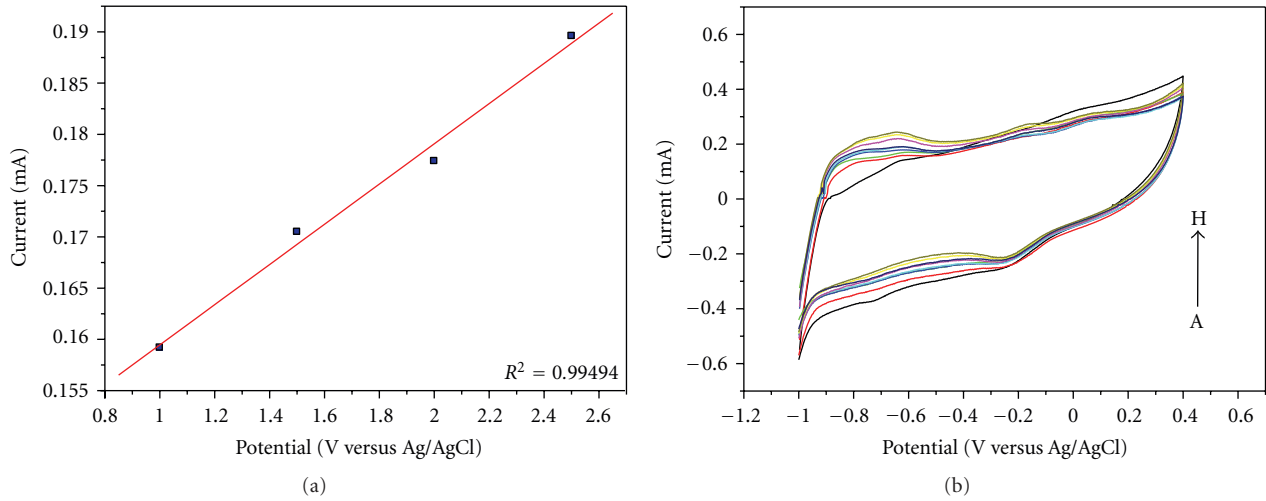 0.19
0.185
0.18
0.175
0.17
0.165
0.16
0.155
Current (mA)
R² = 0.99494
0.8 1 1.2 1.4 1.6 1.8 2 2.2 2.4 2.6
Potential (V versus Ag/AgCl)
(a)
0.6
0.4
0.2
0
−0.2
−0.4
−0.6
Current (mA)
H
A
−1.2 −1 −0.8 −0.6 −0.4 −0.2 0 0.2 0.4 0.6
Potential (V versus Ag/AgCl)
(b)